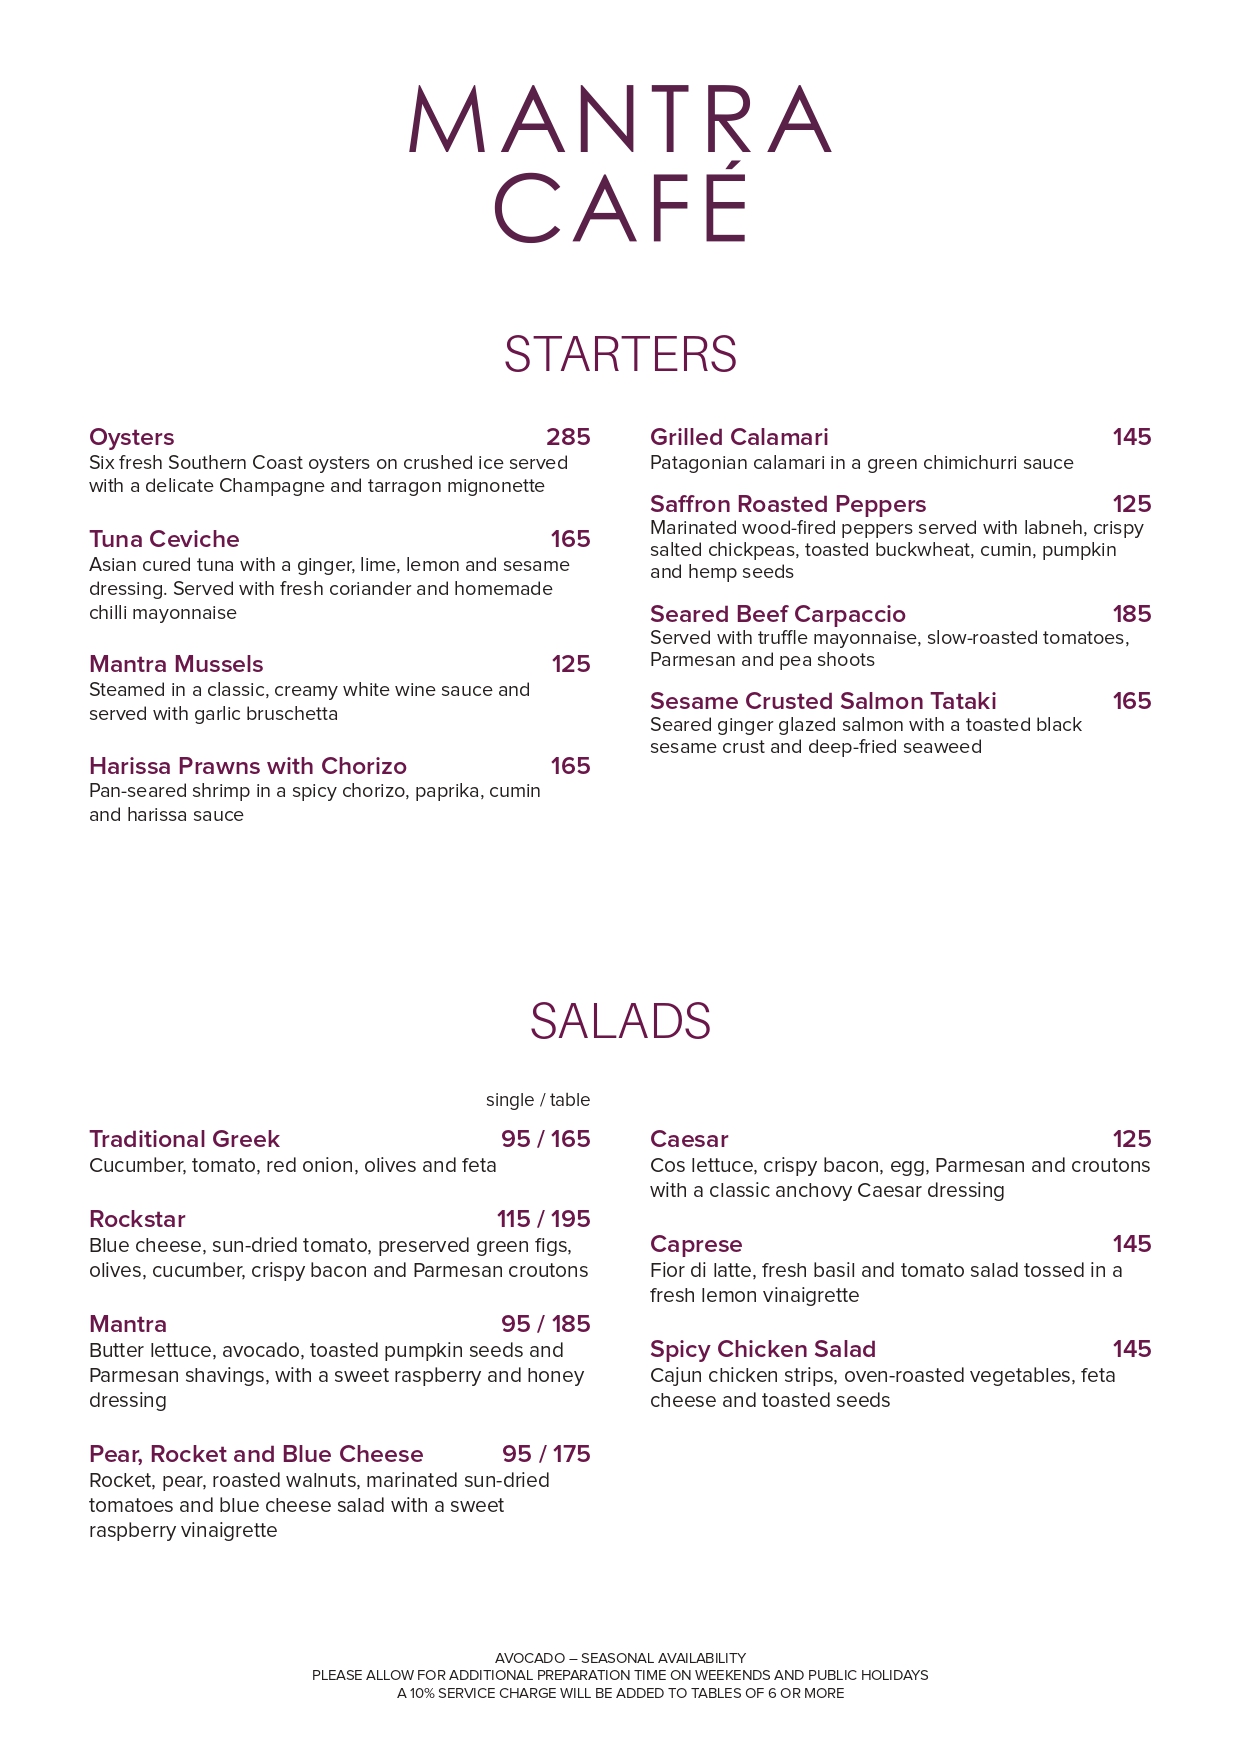 MANTRA
CAFÉ
STARTERS
Oysters 285
Six fresh Southern Coast oysters on crushed ice served
with a delicate Champagne and tarragon mignonette
Tuna Ceviche 165
Asian cured tuna with a ginger, lime, lemon and sesame
dressing. Served with fresh coriander and homemade
chilli mayonnaise
Mantra Mussels 125
Steamed in a classic, creamy white wine sauce and
served with garlic bruschetta
Harissa Prawns with Chorizo 165
Pan-seared shrimp in a spicy chorizo, paprika, cumin
and harissa sauce
Grilled Calamari 145
Patagonian calamari in a green chimichurri sauce
Saffron Roasted Peppers 125
Marinated wood-fired peppers served with labneh, crispy
salted chickpeas, toasted buckwheat, cumin, pumpkin
and hemp seeds
Seared Beef Carpaccio 185
Served with truffle mayonnaise, slow-roasted tomatoes,
Parmesan and pea shoots
Sesame Crusted Salmon Tataki 165
Seared ginger glazed salmon with a toasted black
sesame crust and deep-fried seaweed
SALADS
single / table
Traditional Greek 95 / 165
Cucumber, tomato, red onion, olives and feta
Rockstar 115 / 195
Blue cheese, sun-dried tomato, preserved green figs,
olives, cucumber, crispy bacon and Parmesan croutons
Mantra 95 / 185
Butter lettuce, avocado, toasted pumpkin seeds and
Parmesan shavings, with a sweet raspberry and honey
dressing
Pear, Rocket and Blue Cheese 95 / 175
Rocket, pear, roasted walnuts, marinated sun-dried
tomatoes and blue cheese salad with a sweet
raspberry vinaigrette
Caesar 125
Cos lettuce, crispy bacon, egg, Parmesan and croutons
with a classic anchovy Caesar dressing
Caprese 145
Fior di latte, fresh basil and tomato salad tossed in a
fresh lemon vinaigrette
Spicy Chicken Salad 145
Cajun chicken strips, oven-roasted vegetables, feta
cheese and toasted seeds
AVOCADO – SEASONAL AVAILABILITY
PLEASE ALLOW FOR ADDITIONAL PREPARATION TIME ON WEEKENDS AND PUBLIC HOLIDAYS
A 10% SERVICE CHARGE WILL BE ADDED TO TABLES OF 6 OR MORE